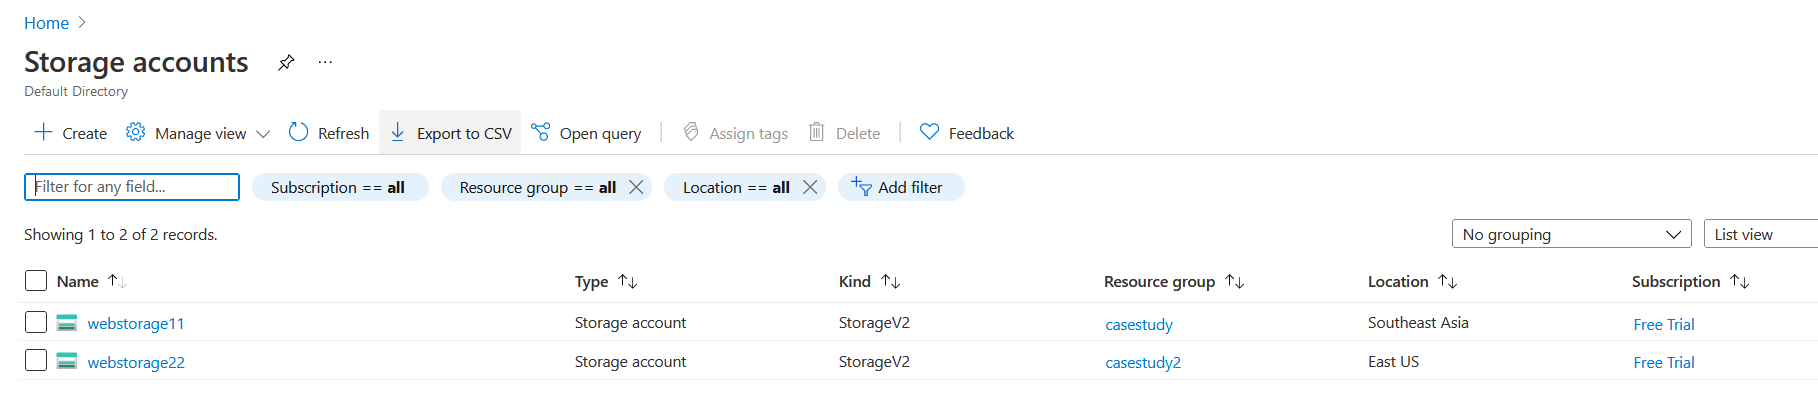 Home
Storage accounts
Default Directory
Create Manage view Refresh Export to CSV Open query Assign tags Delete Feedback
Filter for any field... Subscription == all Resource group == all Location == all Add filter
Showing 1 to 2 of 2 records. No grouping List view
Name Type Kind Resource group Location Subscription
webstorage11 Storage account StorageV2 casestudy Southeast Asia Free Trial
webstorage22 Storage account StorageV2 casestudy2 East US Free Trial